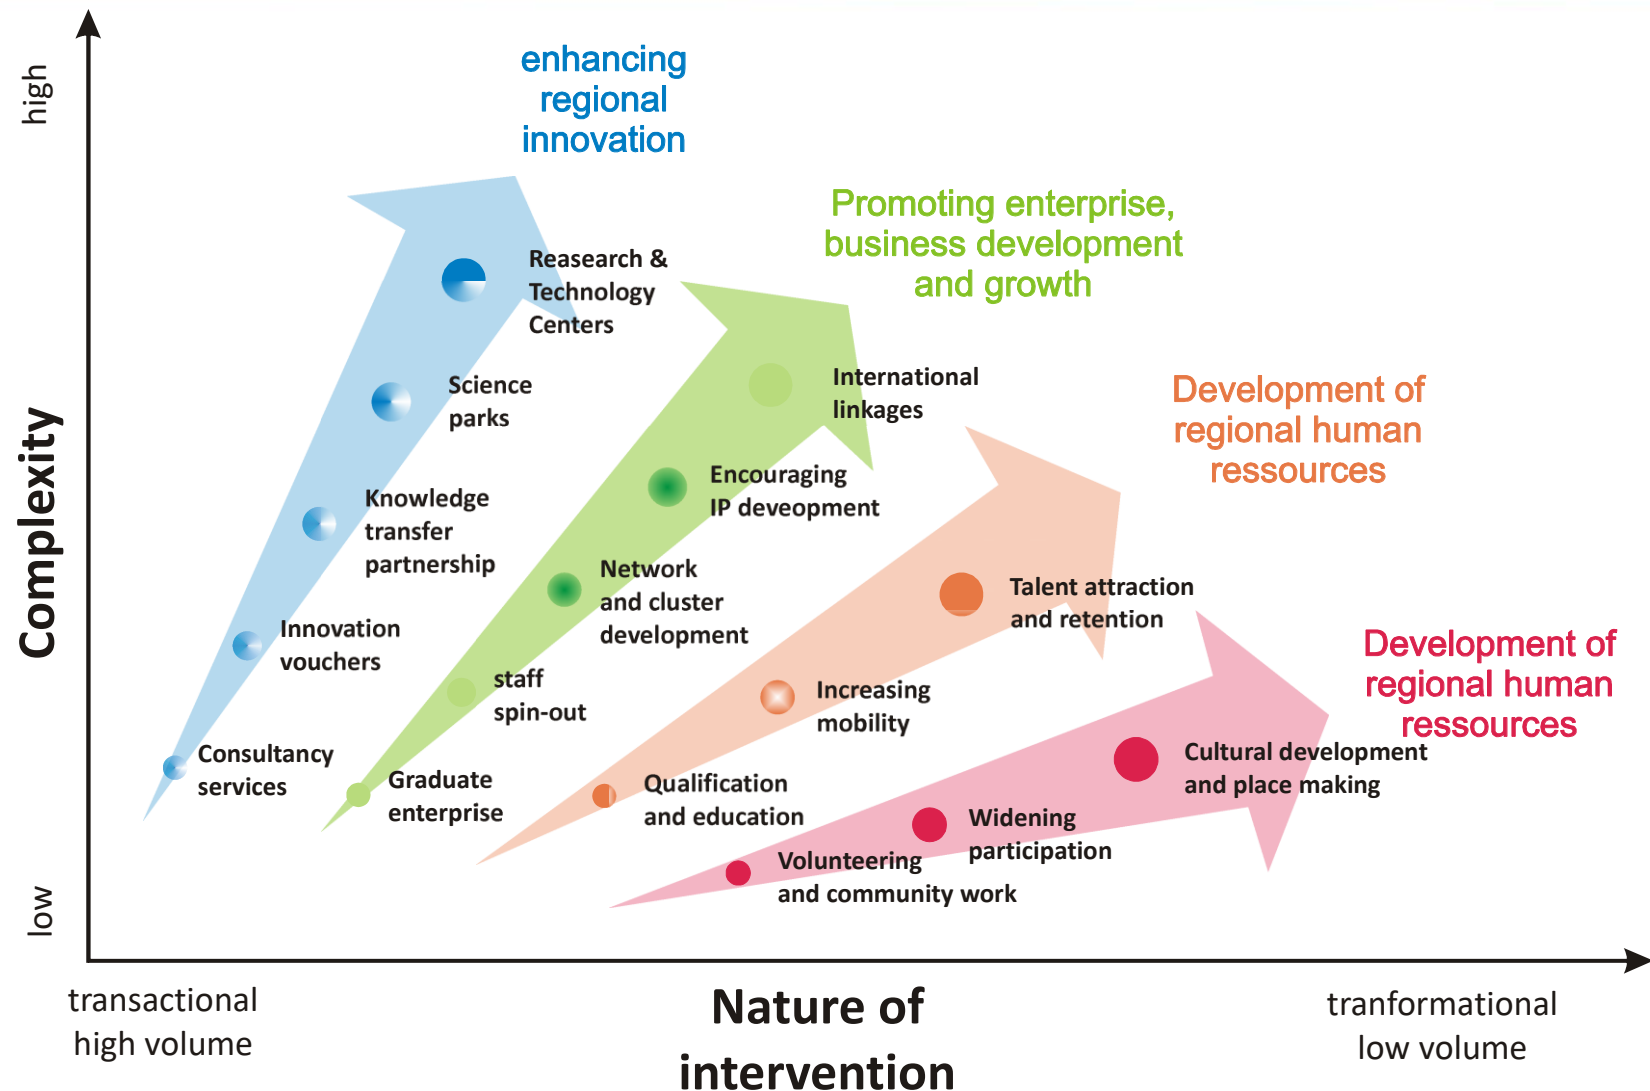 high
enhancing
regional
innovation
Promoting enterprise,
business development
and growth
Reasearch &
Technology
Centers
Science
parks
International
linkages
Development of
regional human
ressources
Knowledge
transfer
partnership
Encouraging
IP deveopment
Complexity
Innovation
vouchers
Network
and cluster
development
Talent attraction
and retention
Development of
regional human
ressources
staff
spin-out
Increasing
mobility
Consultancy
services
Graduate
enterprise
Qualification
and education
Cultural development
and place making
Widening
participation
Volunteering
and community work
low
transactional
high volume
Nature of
intervention
tranformational
low volume